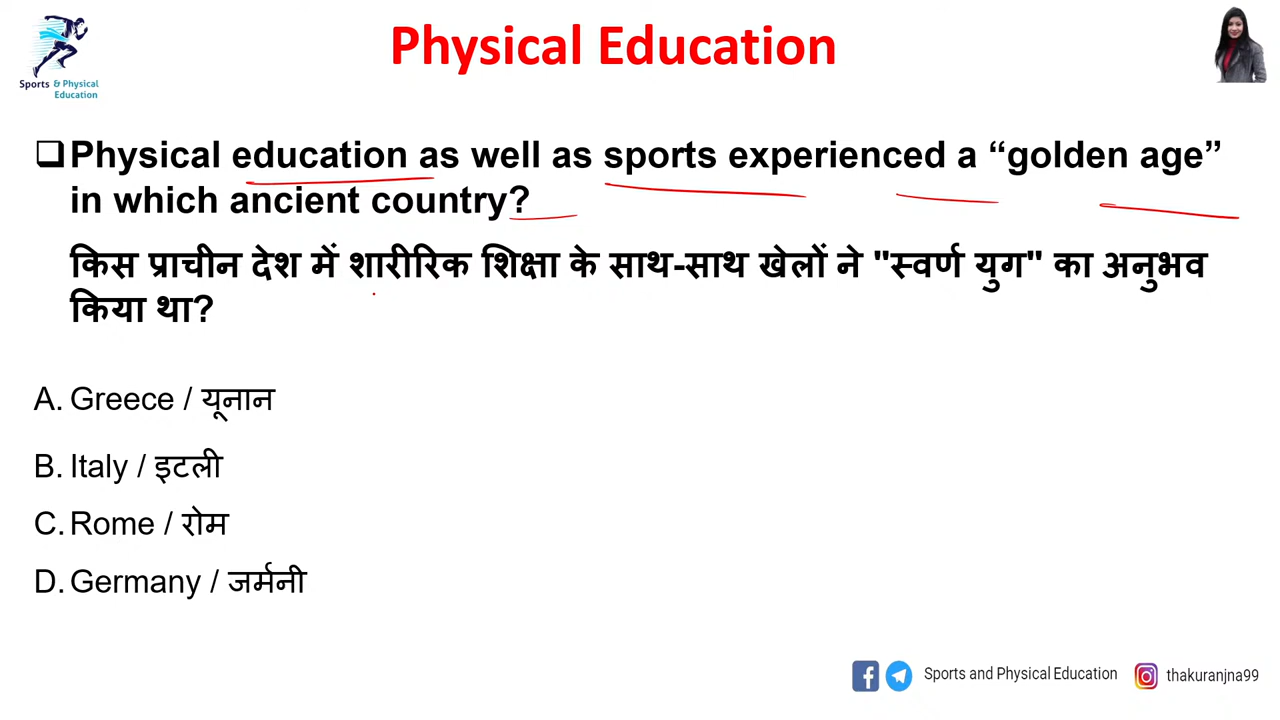 Physical Education
Sports & Physical
Education
❑Physical education as well as sports experienced a “golden age”
in which ancient country?
किस प्राचीन देश में शारीरिक शिक्षा के साथ-साथ खेलों ने "स्वर्ण युग" का अनुभव
किया था?
A. Greece / यूनान
B. Italy / इटली
C. Rome / रोम
D. Germany / जर्मनी
Sports and Physical Education thakuranjna99